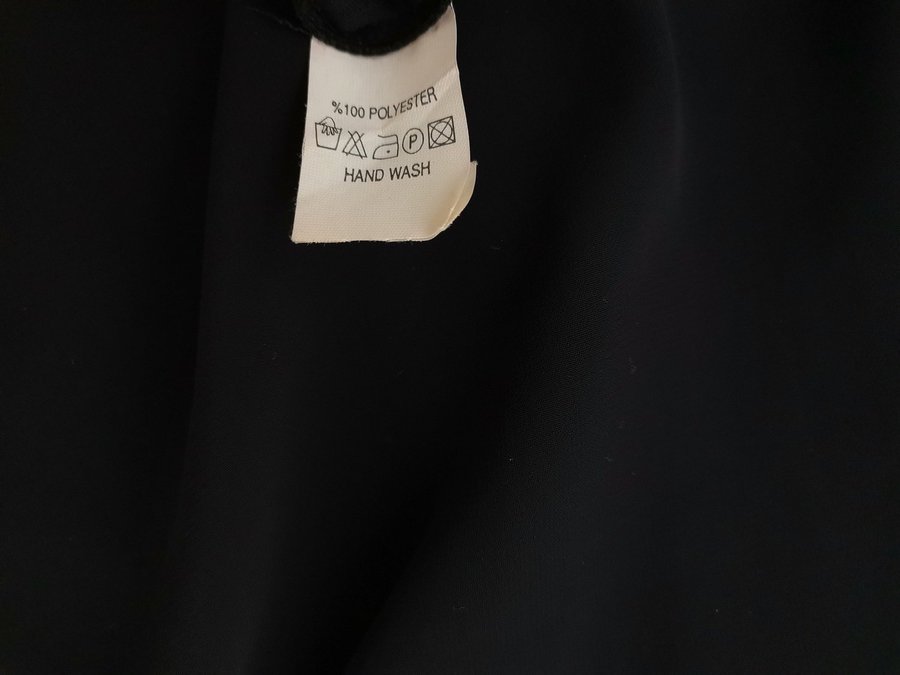 %100 POLYESTER
P
HAND WASH